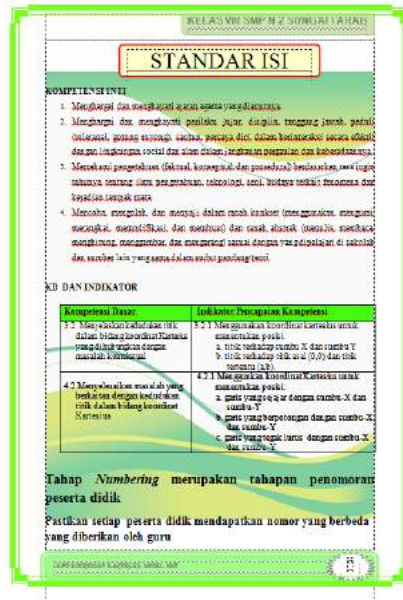 KELAS VIII SMP N 2 SUNGAI TARAB
STANDAR ISI
KOMPETENSI INTI
1. Menghargai dan menghayati ajaran agama yang dianutnya.
2. Menghargai dan menghayati perilaku jujur, disiplin, tanggung jawab, peduli
(toleransi, gotong royong), santun, percaya diri, dalam berinteraksi secara efektif
dengan lingkungan social dan alam dalam jangkauan pergaulan dan keberadaannya.
3. Memahami pengetahuan (faktual, konseptual, dan prosedural) berdasarkan rasa ingin
tahunya tentang ilmu pengetahuan, teknologi, seni, budaya terkait fenomena dan
kejadian tampak mata
4. Mencoba, mengolah, dan menyaji dalam ranah konkret (menggunakan, mengurai,
merangkai, memodifikasi, dan membuat) dan ranah abstrak (menulis, membaca,
menghitung, menggambar, dan mengarang) sesuai dengan yang dipelajari di sekolah
dan sumber lain yang sama dalam sudut pandang/teori.
KD DAN INDIKATOR
Kompetensi Dasar Indikator Pencapaian Kompetensi
3.2 Menjelaskan kedudukan titik
dalam bidang koordinat Kartesius
yang dihubungkan dengan
masalah kontekstual
3.2.1 Menggunakan koordinat kartesius untuk
menentukan posisi:
a. titik terhadap sumbu X dan sumbu Y
b. titik terhadap titik asal (0,0) dan titik
tertentu (a,b).
4.2 Menyelesaikan masalah yang
berkaitan dengan kedudukan
titik dalam bidang koordinat
Kartesius
4.2.1 Menggunakan koordinat Kartesius untuk
menentukan posisi:
a. garis yang sejajar dengan sumbu-X dan
sumbu-Y
b. garis yang berpotongan dengan sumbu-X
dan sumbu-Y
c. garis yang tegak lurus dengan sumbu-X
dan sumbu-Y
Tahap Numbering merupakan tahapan penomoran
peserta didik
Pastikan setiap peserta didik mendapatkan nomor yang berbeda
yang diberikan oleh guru